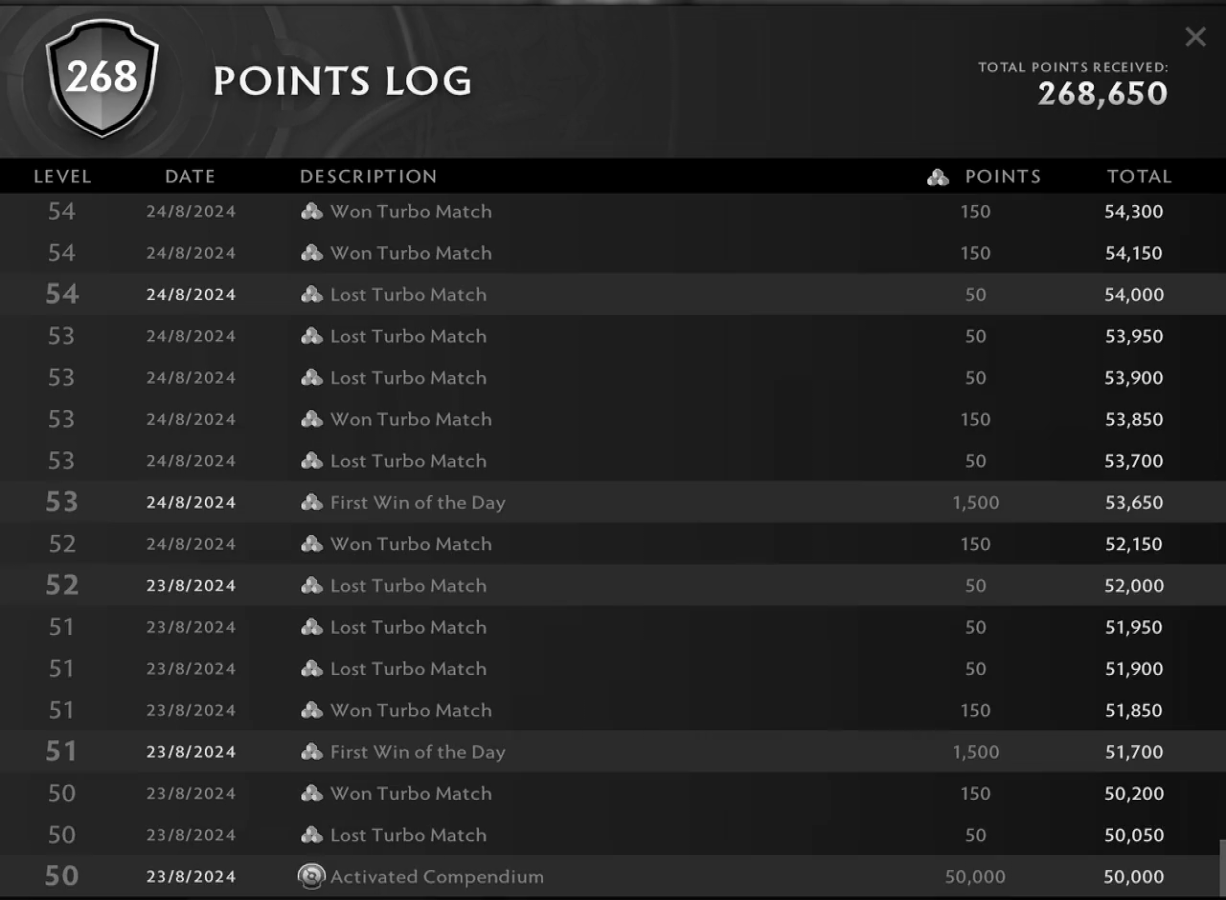 268
POINTS LOG
TOTAL POINTS RECEIVED:
268,650
LEVEL DATE DESCRIPTION POINTS TOTAL
54 24/8/2024 Won Turbo Match 150 54,300
54 24/8/2024 Won Turbo Match 150 54,150
54 24/8/2024 Lost Turbo Match 50 54,000
53 24/8/2024 Lost Turbo Match 50 53,950
53 24/8/2024 Lost Turbo Match 50 53,900
53 24/8/2024 Won Turbo Match 150 53,850
53 24/8/2024 Lost Turbo Match 50 53,700
53 24/8/2024 First Win of the Day 1,500 53,650
52 24/8/2024 Won Turbo Match 150 52,150
52 23/8/2024 Lost Turbo Match 50 52,000
51 23/8/2024 Lost Turbo Match 50 51,950
51 23/8/2024 Lost Turbo Match 50 51,900
51 23/8/2024 Won Turbo Match 150 51,850
51 23/8/2024 First Win of the Day 1,500 51,700
50 23/8/2024 Won Turbo Match 150 50,200
50 23/8/2024 Lost Turbo Match 50 50,050
50 23/8/2024 Activated Compendium 50,000 50,000